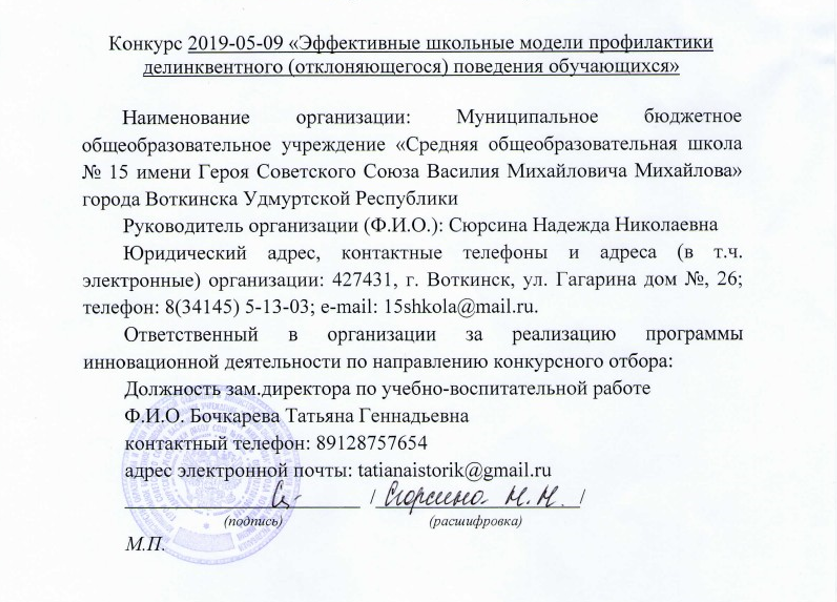 Конкурс 2019-05-09 «Эффективные школьные модели профилактики
делинквентного (отклоняющегося) поведения обучающихся»
Наименование организации: Муниципальное бюджетное
общеобразовательное учреждение «Средняя общеобразовательная школа
№ 15 имени Героя Советского Союза Василия Михайловича Михайлова»
города Воткинска Удмуртской Республики
Руководитель организации (Ф.И.О.): Сюрсина Надежда Николаевна
Юридический адрес, контактные телефоны и адреса (в т.ч.
электронные) организации: 427431, г. Воткинск, ул. Гагарина дом №, 26;
телефон: 8(34145) 5-13-03; e-mail: 15shkola@mail.ru.
Ответственный в организации за реализацию программы
инновационной деятельности по направлению конкурсного отбора:
Должность зам.директора по учебно-воспитательной работе
Ф.И.О. Бочкарева Татьяна Геннадьевна
контактный телефон: 89128757654
адрес электронной почты: tatianaistorik@gmail.ru
/ Сюрсина Н.Н. /
(подпись) (расшифровка)
М.П.